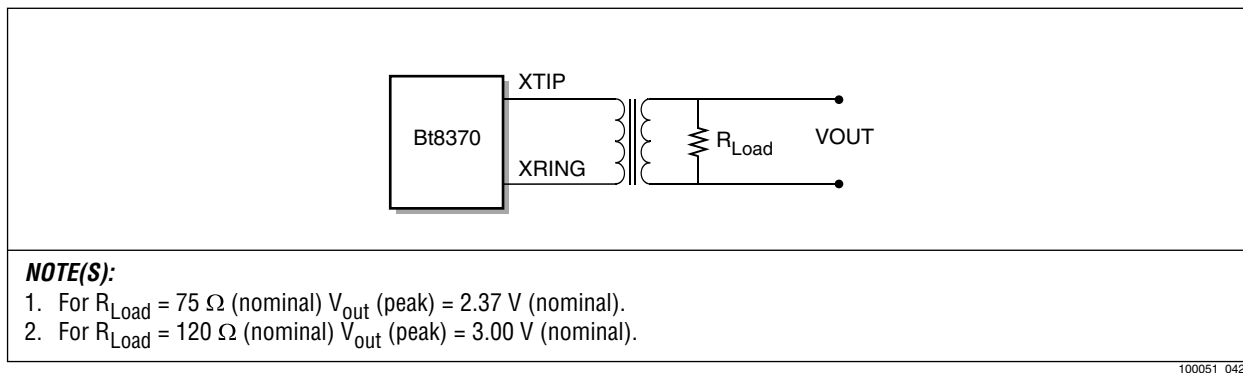 XTIP
Bt8370
XRING
R_Load
VOUT
NOTE(S):
1. For R_Load = 75 Ω (nominal) V_out (peak) = 2.37 V (nominal).
2. For R_Load = 120 Ω (nominal) V_out (peak) = 3.00 V (nominal).
100051_042